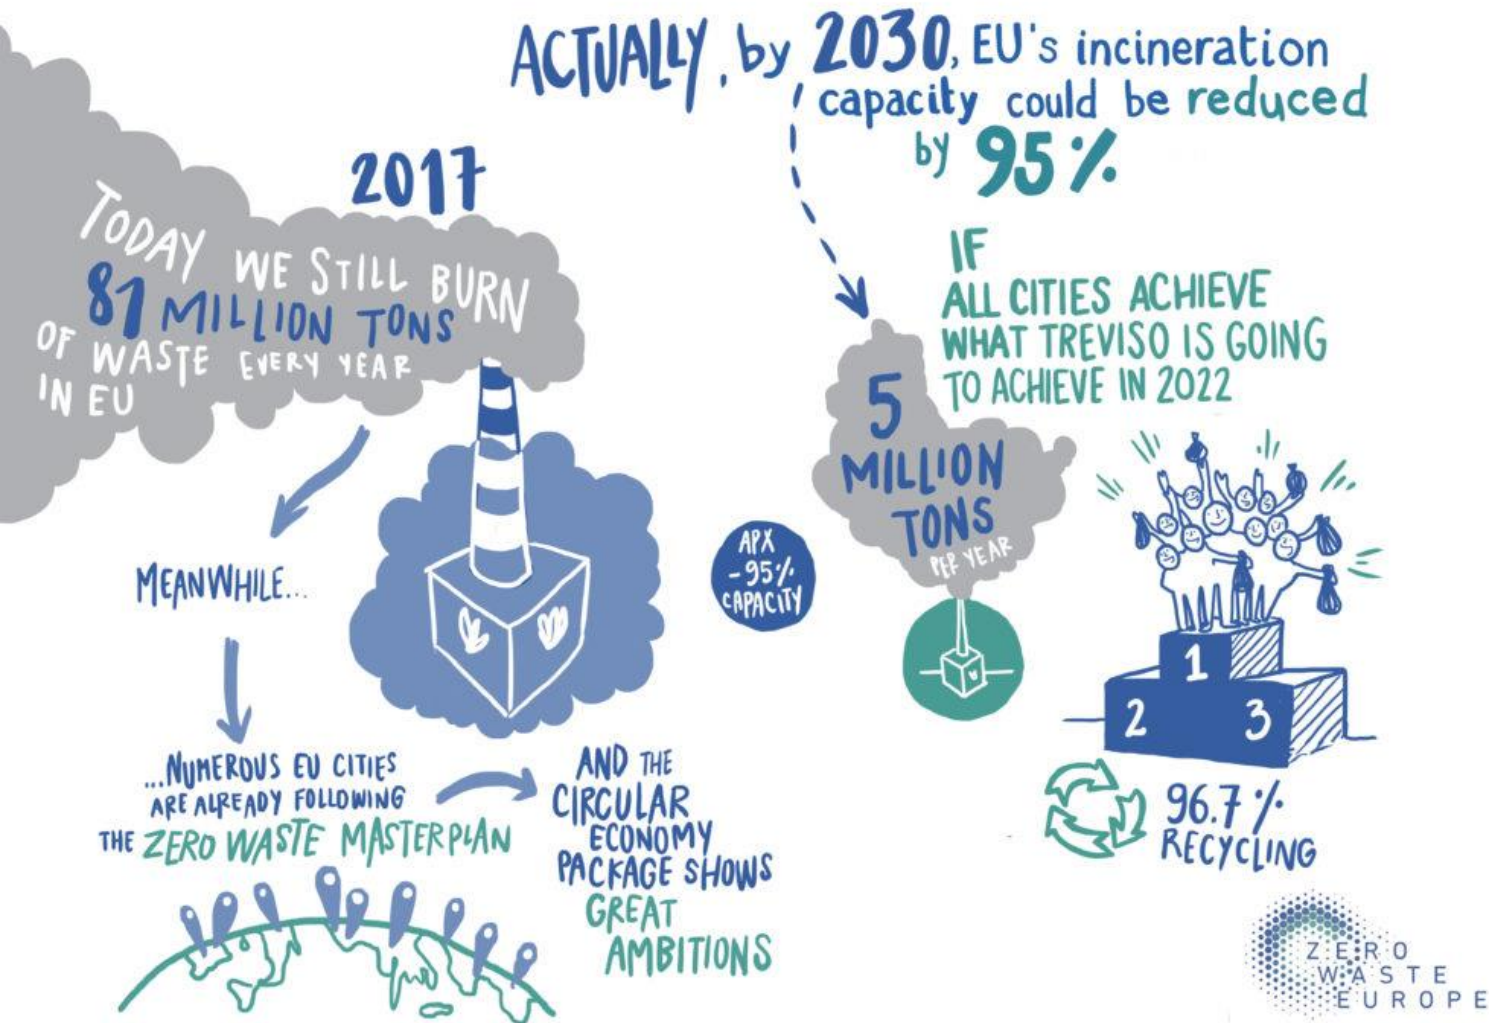 2017
TODAY WE STILL BURN
81 MILLION TONS
OF WASTE EVERY YEAR
IN EU
MEANWHILE...
...NUMEROUS EU CITIES
ARE ALREADY FOLLOWING
THE ZERO WASTE MASTERPLAN
AND THE
CIRCULAR
ECONOMY
PACKAGE SHOWS
GREAT
AMBITIONS
ACTUALLY, by 2030, EU's incineration
capacity could be reduced
by 95%
IF
ALL CITIES ACHIEVE
WHAT TREVISO IS GOING
TO ACHIEVE IN 2022
5
MILLION
TONS
PER YEAR
APX
-95%
CAPACITY
1
2 3
96.7%
RECYCLING
ZERO
WASTE
EUROPE